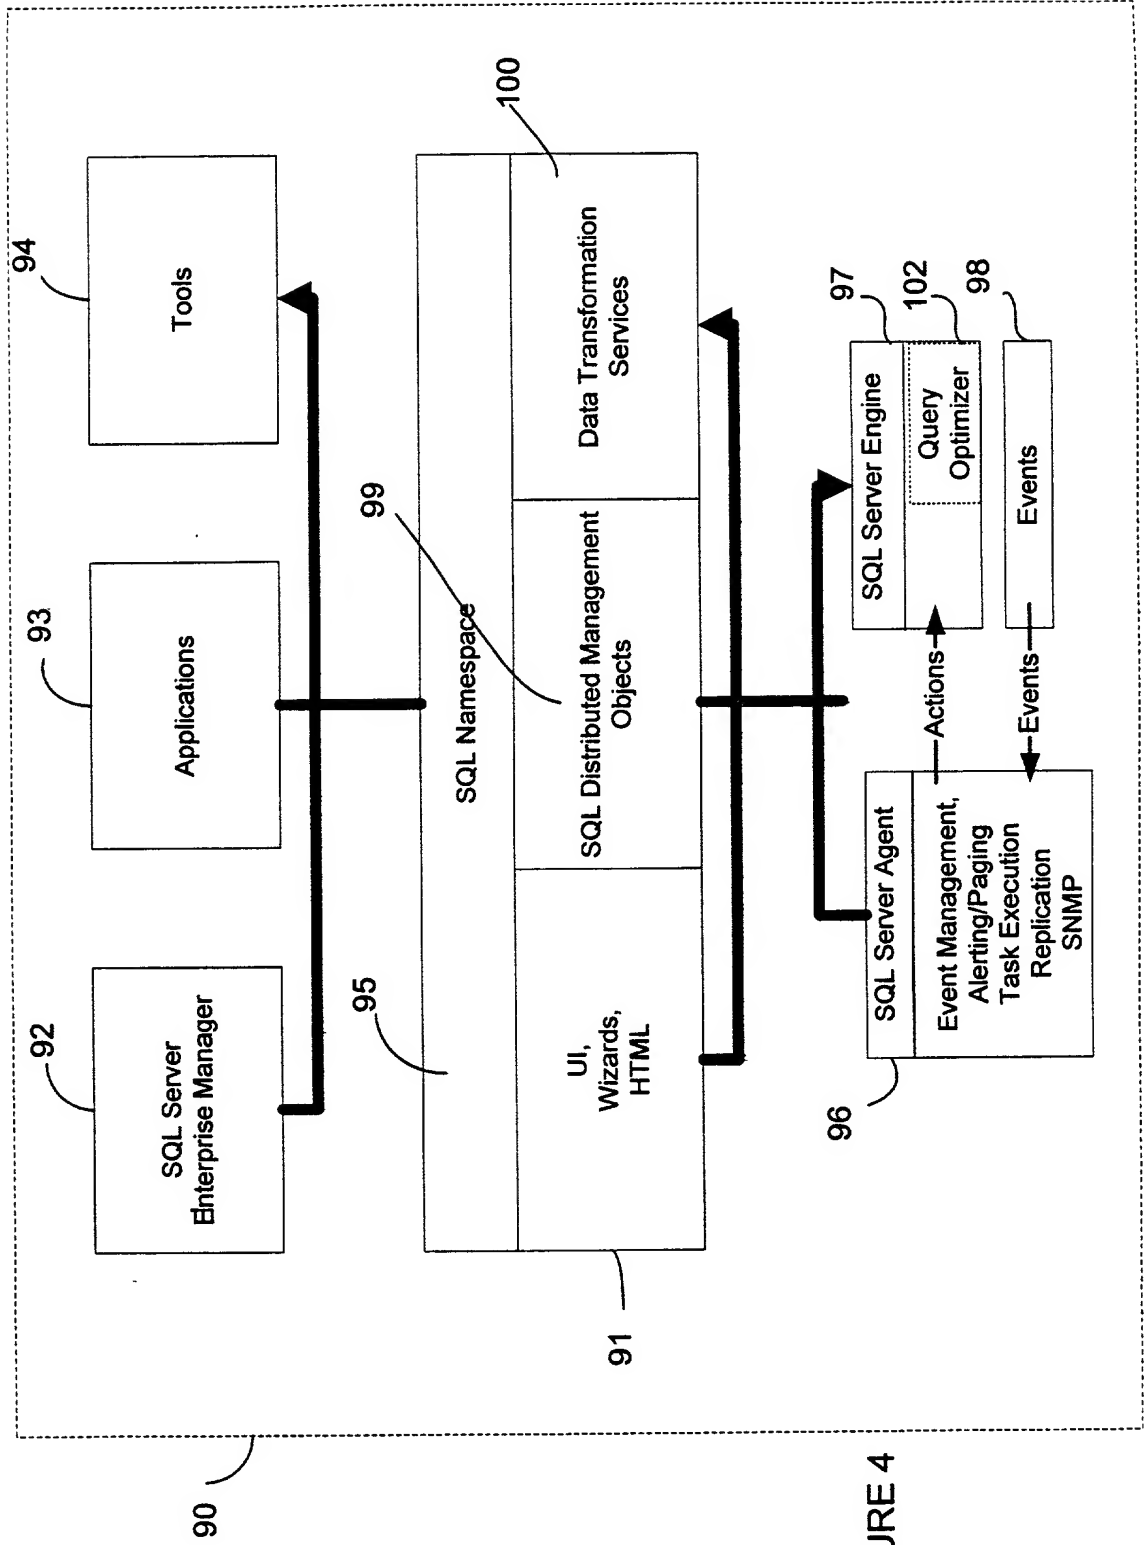 90
92
SQL Server
Enterprise Manager
93
Applications
94
Tools
95
SQL Namespace
99
91
UI,
Wizards,
HTML
SQL Distributed Management
Objects
Data Transformation
Services
100
96
SQL Server Agent
Event Management,
Alerting/Paging
Task Execution
Replication
SNMP
Actions
Events
SQL Server Engine
97
Query
Optimizer
102
Events
98
URE 4